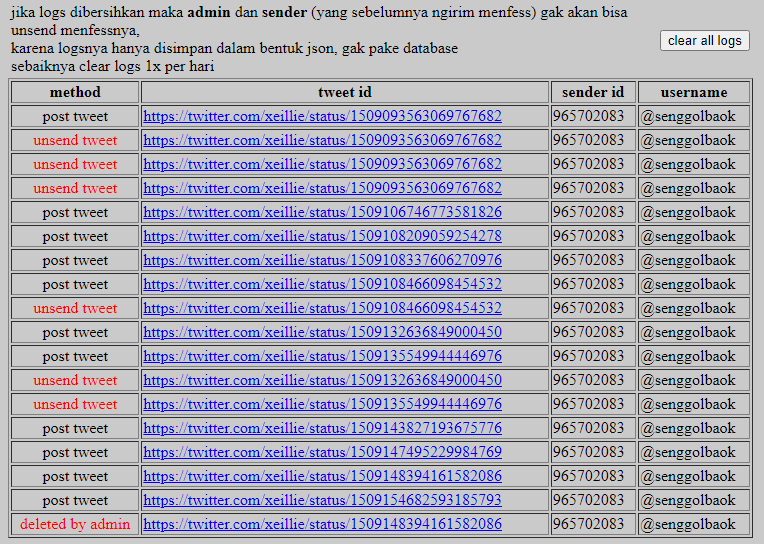 jika logs dibersihkan maka admin dan sender (yang sebelumnya ngirim menfess) gak akan bisa
unsend menfessnya,
karena logsnya hanya disimpan dalam bentuk json, gak pake database
sebaiknya clear logs 1x per hari
clear all logs
method tweet id sender id username
post tweet https://twitter.com/xeillie/status/1509093563069767682 965702083 @senggolbaok
unsend tweet https://twitter.com/xeillie/status/1509093563069767682 965702083 @senggolbaok
unsend tweet https://twitter.com/xeillie/status/1509093563069767682 965702083 @senggolbaok
unsend tweet https://twitter.com/xeillie/status/1509093563069767682 965702083 @senggolbaok
post tweet https://twitter.com/xeillie/status/1509106746773581826 965702083 @senggolbaok
post tweet https://twitter.com/xeillie/status/1509108209059254278 965702083 @senggolbaok
post tweet https://twitter.com/xeillie/status/1509108337606270976 965702083 @senggolbaok
post tweet https://twitter.com/xeillie/status/1509108466098454532 965702083 @senggolbaok
unsend tweet https://twitter.com/xeillie/status/1509108466098454532 965702083 @senggolbaok
post tweet https://twitter.com/xeillie/status/1509132636849000450 965702083 @senggolbaok
post tweet https://twitter.com/xeillie/status/1509135549944446976 965702083 @senggolbaok
unsend tweet https://twitter.com/xeillie/status/1509132636849000450 965702083 @senggolbaok
unsend tweet https://twitter.com/xeillie/status/1509135549944446976 965702083 @senggolbaok
post tweet https://twitter.com/xeillie/status/1509143827193675776 965702083 @senggolbaok
post tweet https://twitter.com/xeillie/status/1509147495229984769 965702083 @senggolbaok
post tweet https://twitter.com/xeillie/status/1509148394161582086 965702083 @senggolbaok
post tweet https://twitter.com/xeillie/status/1509154682593185793 965702083 @senggolbaok
deleted by admin https://twitter.com/xeillie/status/1509148394161582086 965702083 @senggolbaok